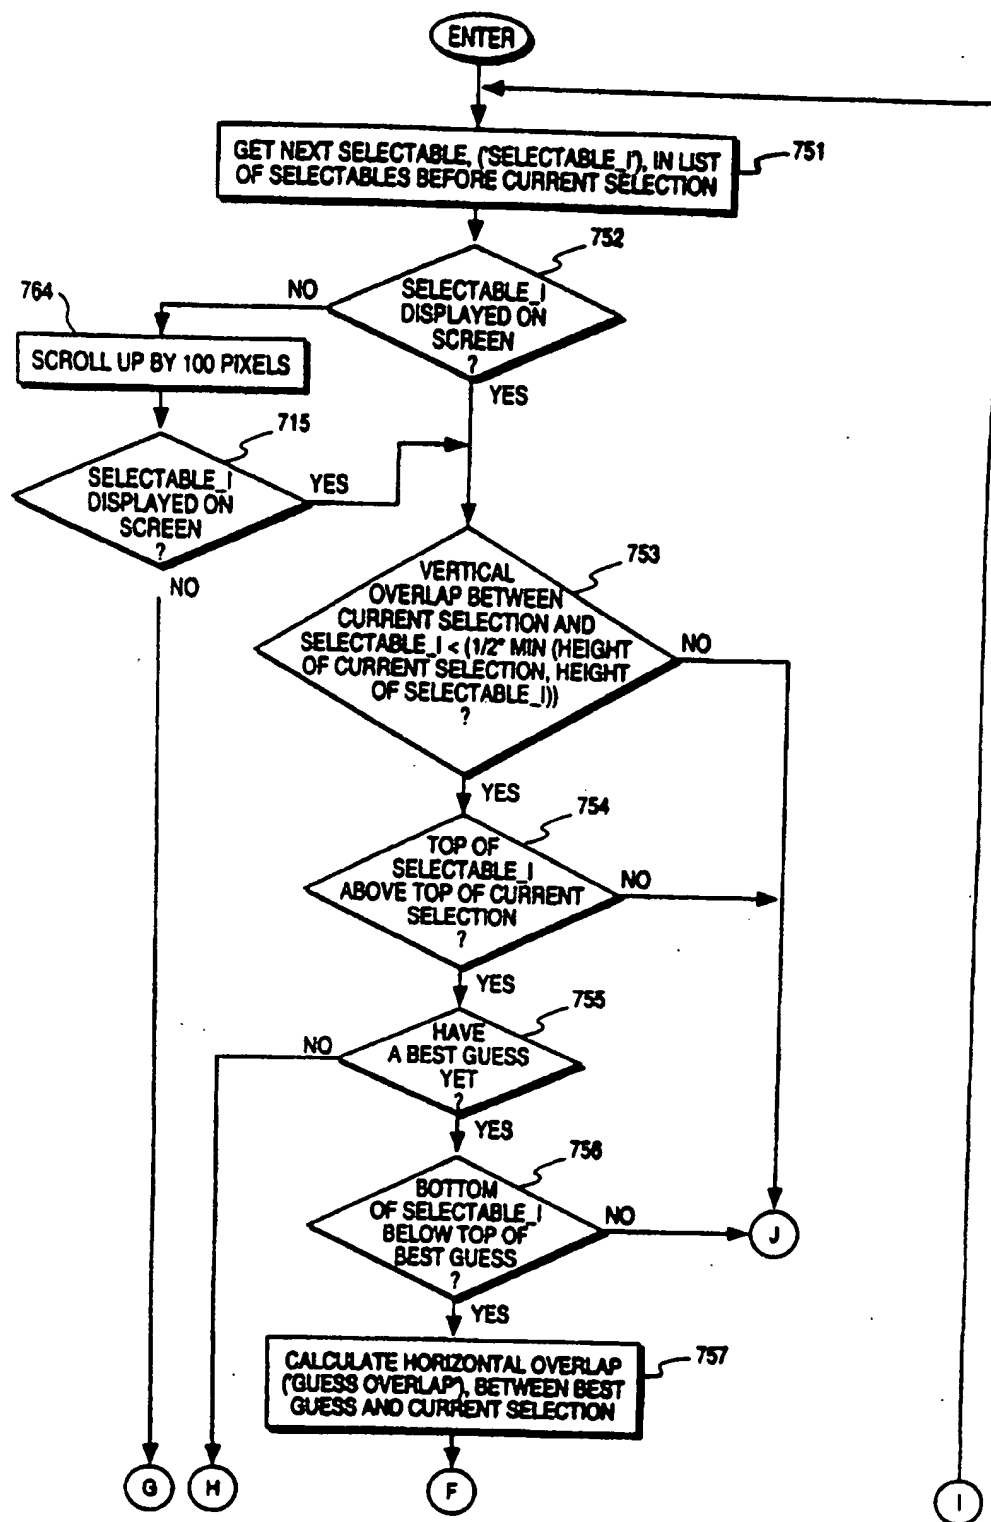 ENTER
GET NEXT SELECTABLE, ('SELECTABLE_I'), IN LIST
OF SELECTABLES BEFORE CURRENT SELECTION
751
752
SELECTABLE_I
DISPLAYED ON
SCREEN
?
NO
YES
764
SCROLL UP BY 100 PIXELS
715
SELECTABLE_I
DISPLAYED ON
SCREEN
?
YES
NO
753
VERTICAL
OVERLAP BETWEEN
CURRENT SELECTION AND
SELECTABLE_I < (1/2* MIN (HEIGHT
OF CURRENT SELECTION, HEIGHT
OF SELECTABLE_I))
?
NO
YES
754
TOP OF
SELECTABLE_I
ABOVE TOP OF CURRENT
SELECTION
?
NO
YES
755
HAVE
A BEST GUESS
YET
?
NO
YES
756
BOTTOM
OF SELECTABLE_I
BELOW TOP OF
BEST GUESS
?
NO
J
YES
CALCULATE HORIZONTAL OVERLAP
('GUESS OVERLAP'), BETWEEN BEST
GUESS AND CURRENT SELECTION
757
G
H
F
I